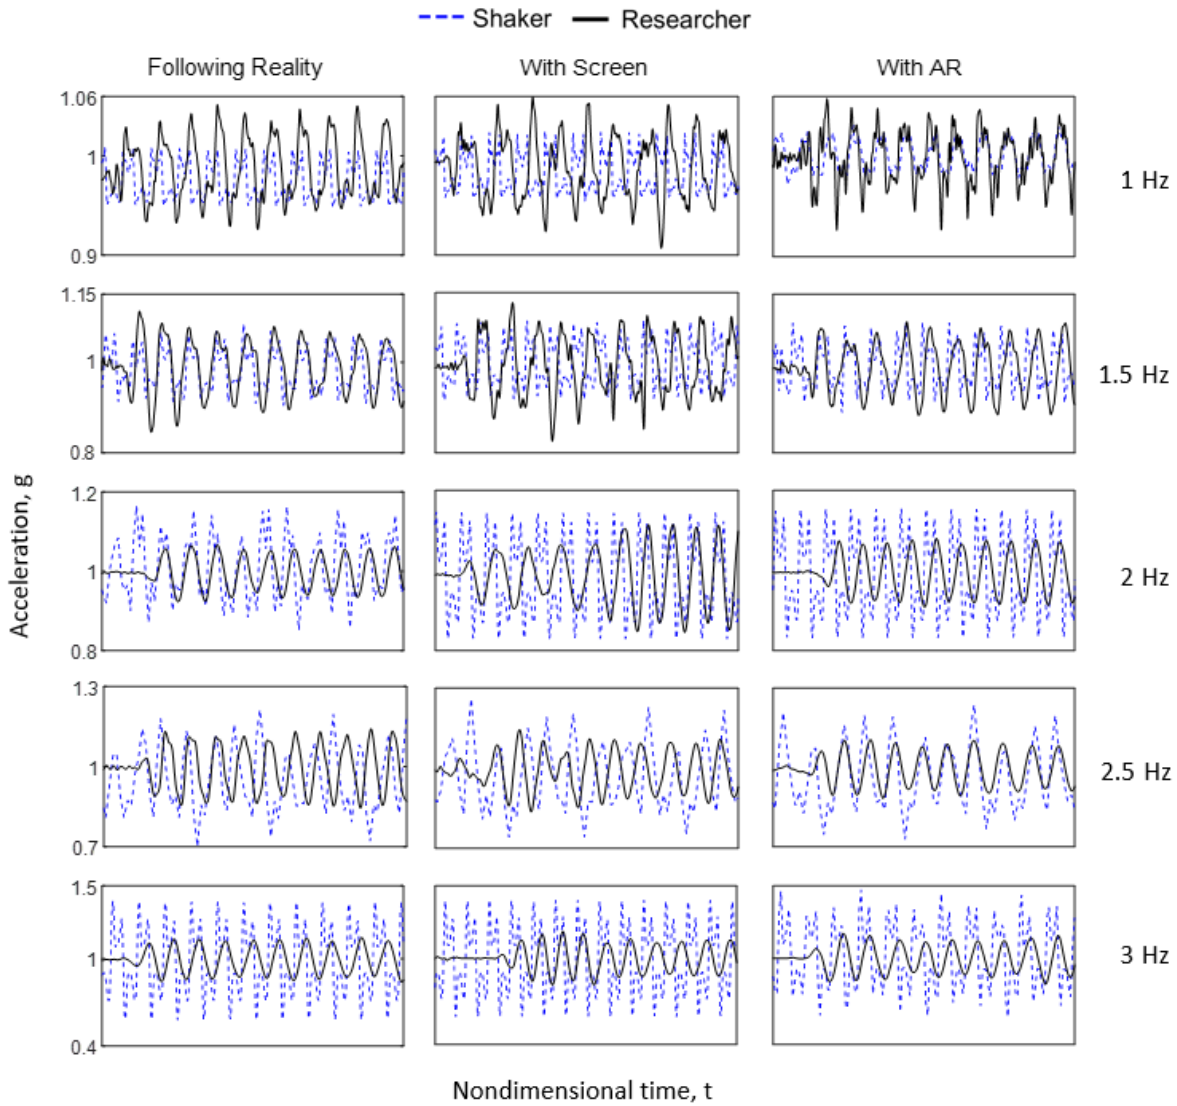 Shaker Researcher
Following Reality With Screen With AR
1.06
1
0.9
1 Hz
1.15
1
0.8
1.5 Hz
Acceleration, g
1.2
1
0.8
2 Hz
1.3
1
0.7
2.5 Hz
1.5
1
0.4
3 Hz
Nondimensional time, t